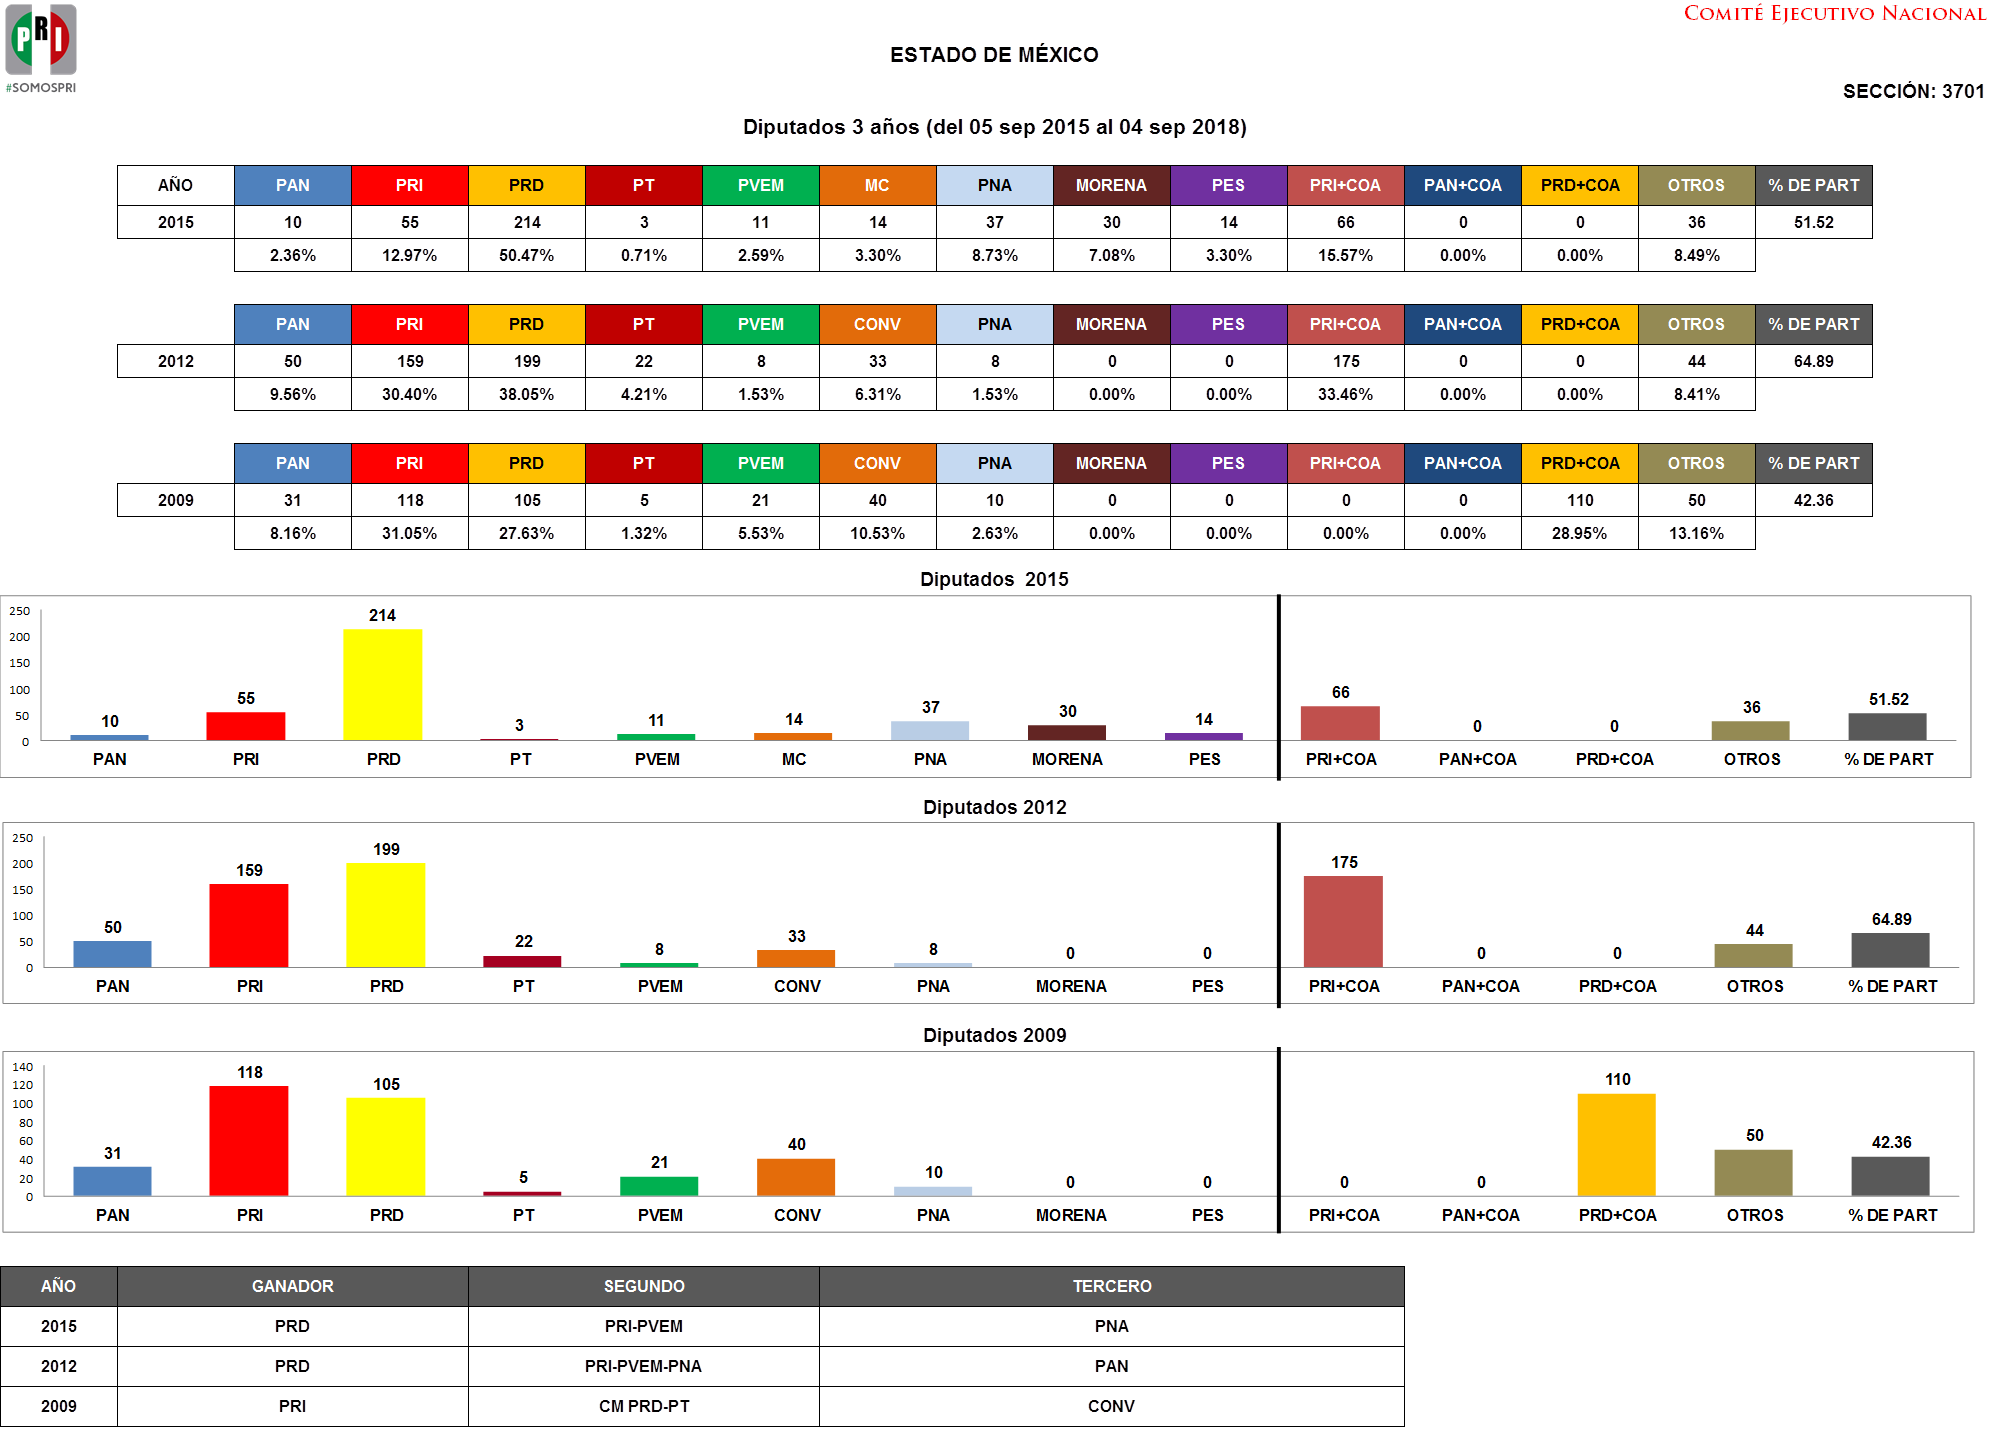 PRI
#SOMOSPRI
COMITÉ EJECUTIVO NACIONAL
ESTADO DE MÉXICO
SECCIÓN: 3701
Diputados 3 años (del 05 sep 2015 al 04 sep 2018)
AÑO PAN PRI PRD PT PVEM MC PNA MORENA PES PRI+COA PAN+COA PRD+COA OTROS % DE PART
2015 10 55 214 3 11 14 37 30 14 66 0 0 36 51.52
2.36% 12.97% 50.47% 0.71% 2.59% 3.30% 8.73% 7.08% 3.30% 15.57% 0.00% 0.00% 8.49%
PAN PRI PRD PT PVEM CONV PNA MORENA PES PRI+COA PAN+COA PRD+COA OTROS % DE PART
2012 50 159 199 22 8 33 8 0 0 175 0 0 44 64.89
9.56% 30.40% 38.05% 4.21% 1.53% 6.31% 1.53% 0.00% 0.00% 33.46% 0.00% 0.00% 8.41%
PAN PRI PRD PT PVEM CONV PNA MORENA PES PRI+COA PAN+COA PRD+COA OTROS % DE PART
2009 31 118 105 5 21 40 10 0 0 0 0 110 50 42.36
8.16% 31.05% 27.63% 1.32% 5.53% 10.53% 2.63% 0.00% 0.00% 0.00% 0.00% 28.95% 13.16%
Diputados 2015
250
200
150
100
50
0
10 55 214 3 11 14 37 30 14 66 0 0 36 51.52
PAN PRI PRD PT PVEM MC PNA MORENA PES PRI+COA PAN+COA PRD+COA OTROS % DE PART
Diputados 2012
250
200
150
100
50
0
50 159 199 22 8 33 8 0 0 175 0 0 44 64.89
PAN PRI PRD PT PVEM CONV PNA MORENA PES PRI+COA PAN+COA PRD+COA OTROS % DE PART
Diputados 2009
140
120
100
80
60
40
20
0
31 118 105 5 21 40 10 0 0 0 0 110 50 42.36
PAN PRI PRD PT PVEM CONV PNA MORENA PES PRI+COA PAN+COA PRD+COA OTROS % DE PART
AÑO GANADOR SEGUNDO TERCERO
2015 PRD PRI-PVEM PNA
2012 PRD PRI-PVEM-PNA PAN
2009 PRI CM PRD-PT CONV